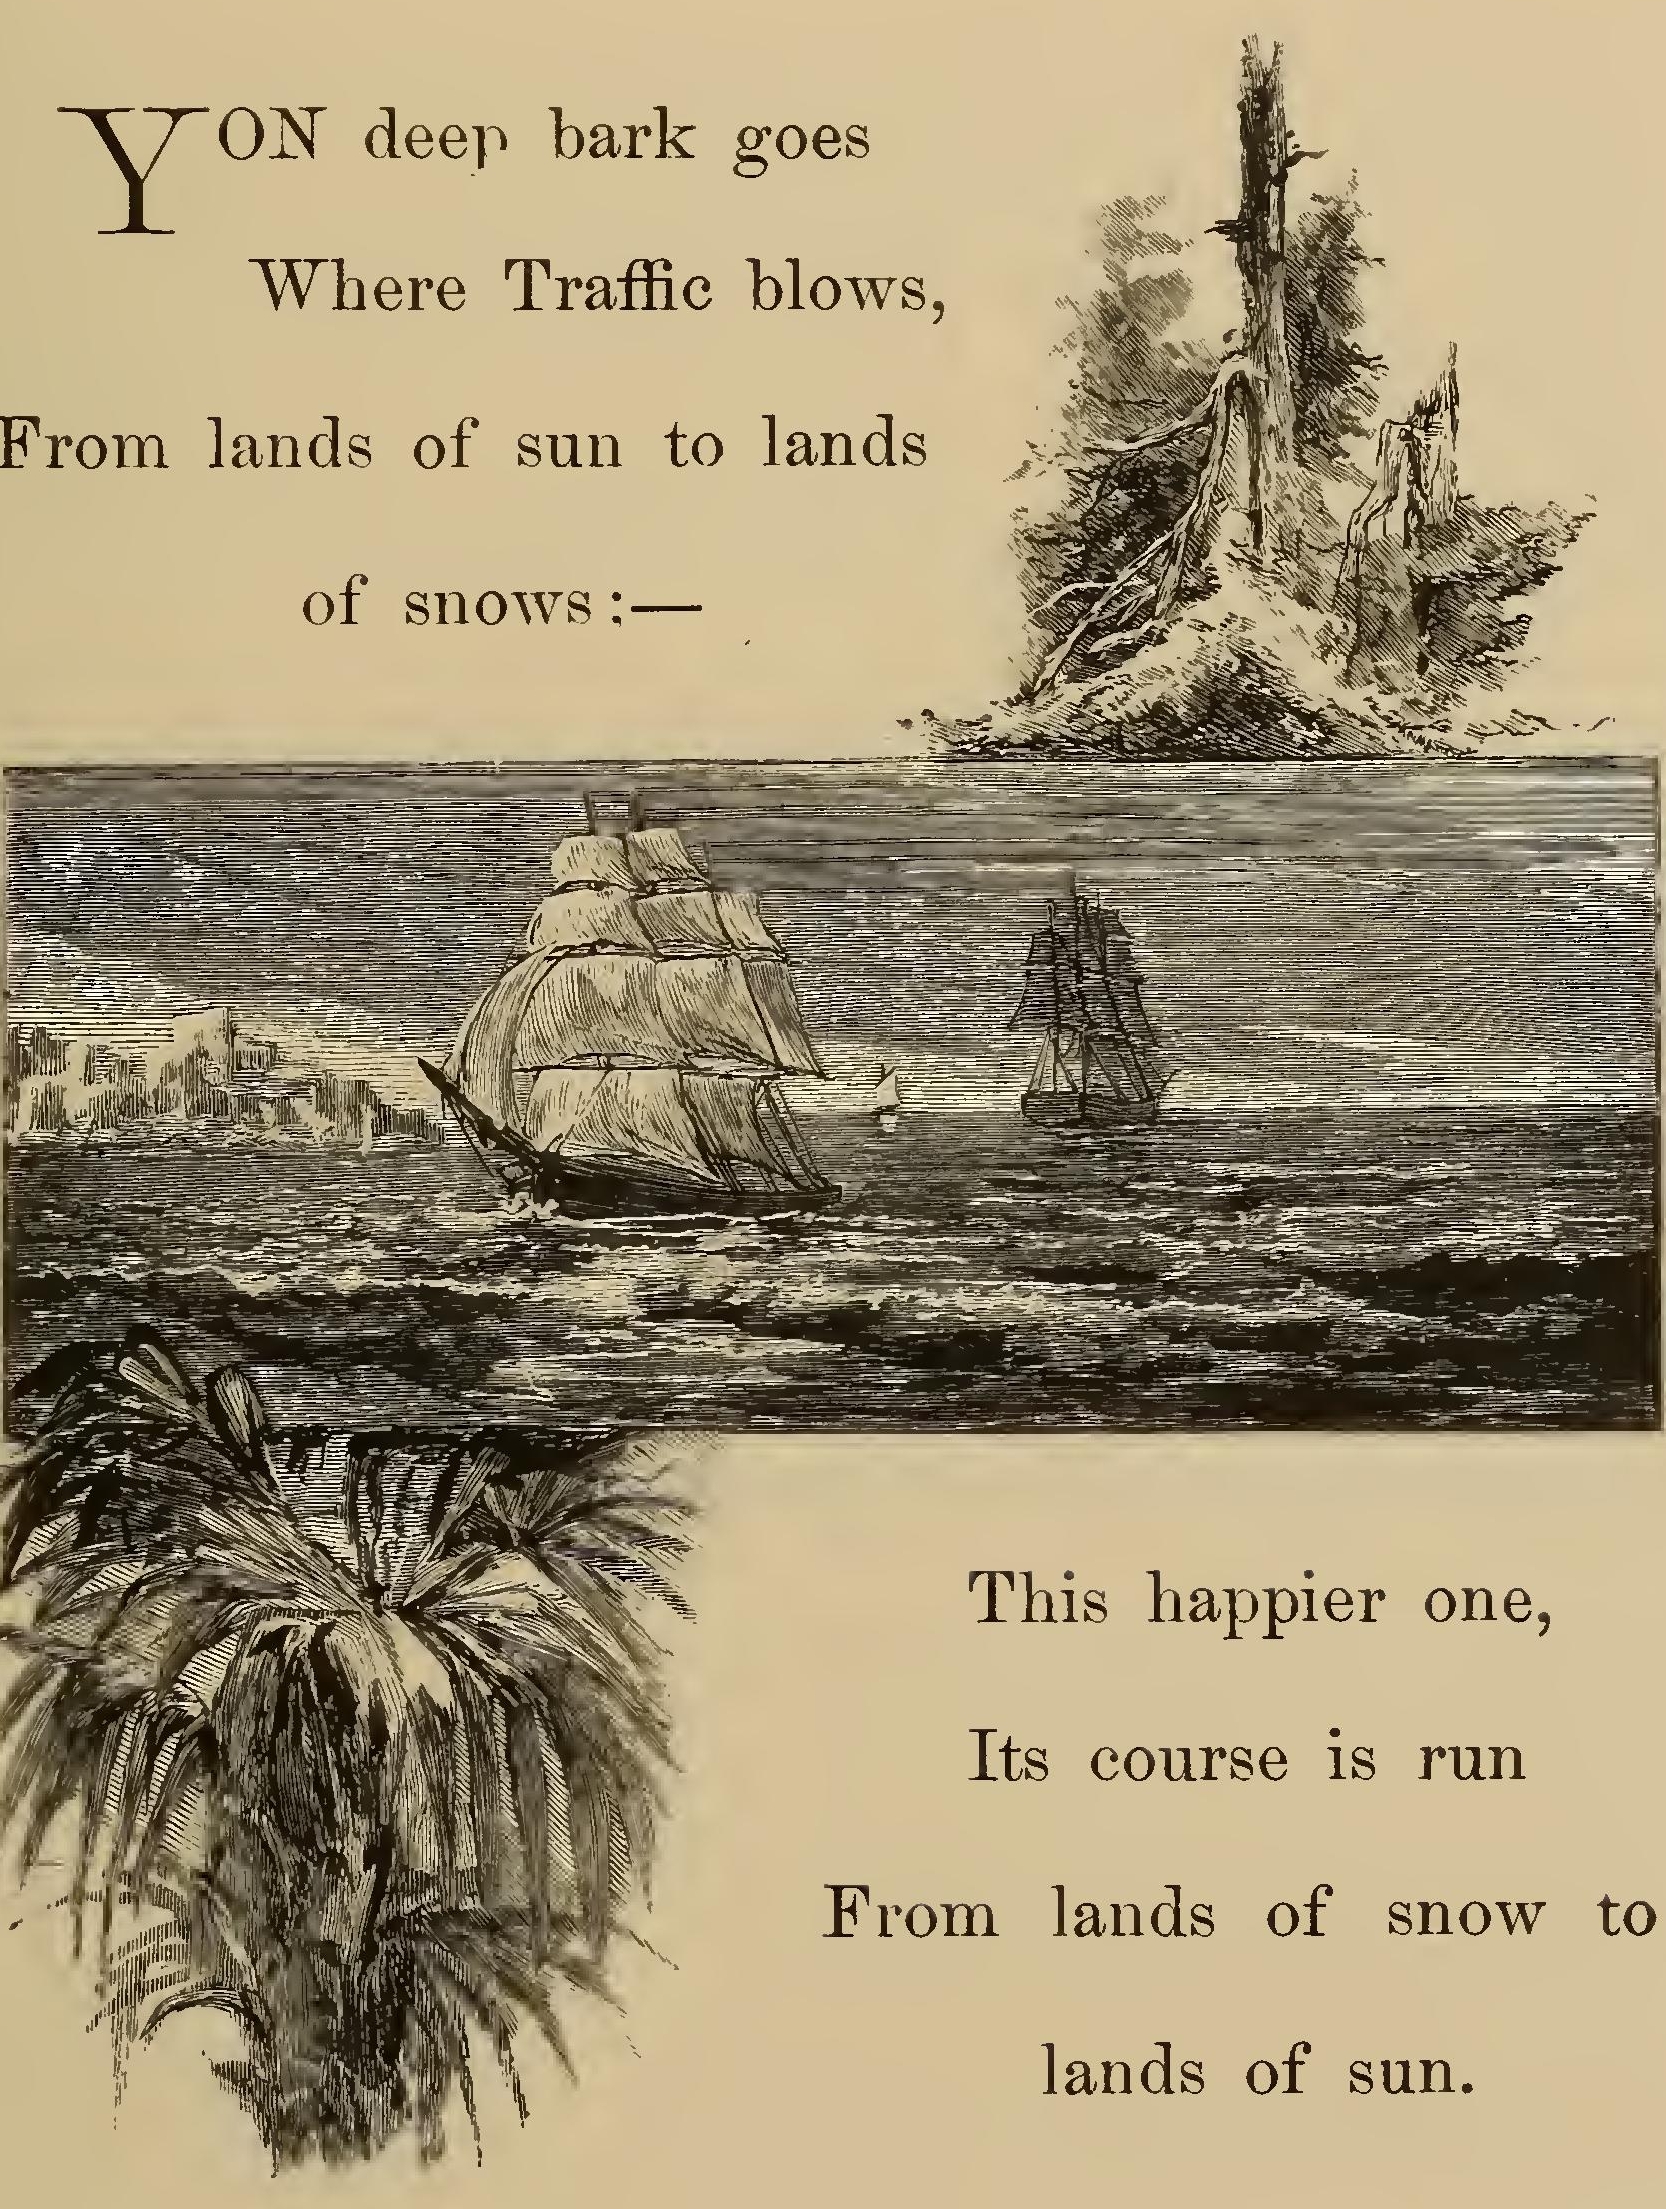 YON deep bark goes
Where Traffic blows,
From lands of sun to lands
of snows:—
This happier one,
Its course is run
From lands of snow to
lands of sun.